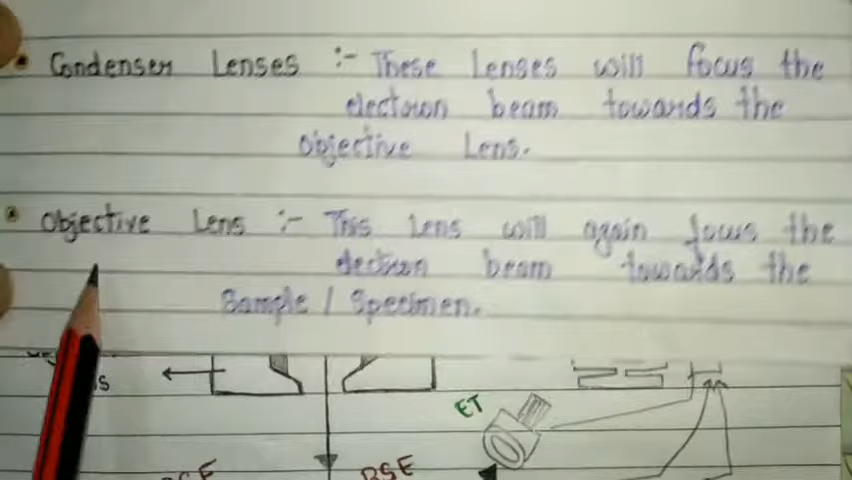 • Condenser Lenses :- These lenses will focus the
electron beam towards the
objective Lens.
• Objective Lens :- This lens will again focus the
electron beam towards the
Sample / Specimen.
ET
BSE